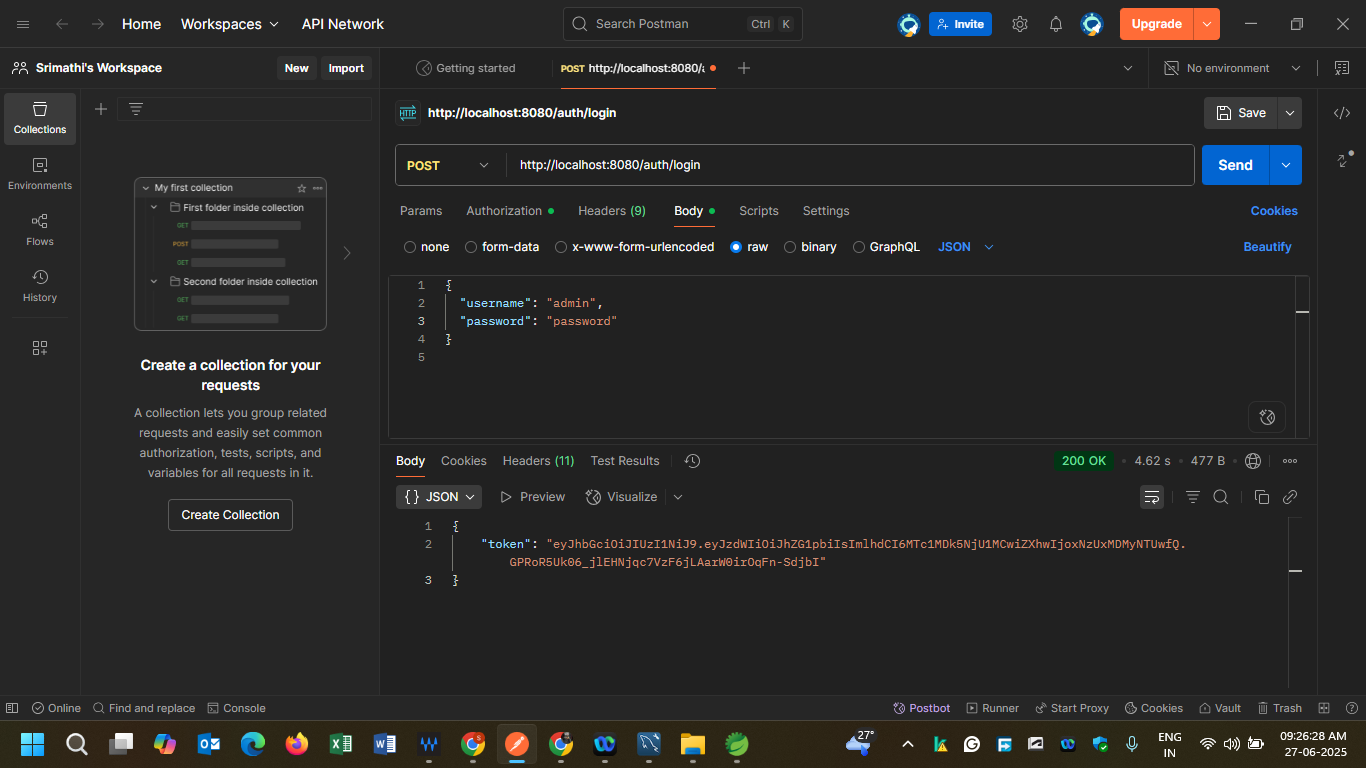 Home
Workspaces
API Network
Search Postman
Ctrl
K
Invite
Upgrade
Srimathi's Workspace
New
Import
Getting started
POST http://localhost:8080/a
No environment
Collections
Environments
Flows
History
My first collection
First folder inside collection
GET
POST
GET
Second folder inside collection
GET
GET
Create a collection for your
requests
A collection lets you group related
requests and easily set common
authorization, tests, scripts, and
variables for all requests in it.
Create Collection
HTTP
http://localhost:8080/auth/login
Save
POST
http://localhost:8080/auth/login
Send
Params
Authorization
Headers (9)
Body
Scripts
Settings
Cookies
none
form-data
x-www-form-urlencoded
raw
binary
GraphQL
JSON
Beautify
1 {
2 "username": "admin",
3 "password": "password"
4 }
5
Body
Cookies
Headers (11)
Test Results
200 OK
4.62 s
477 B
{} JSON
Preview
Visualize
1 {
2 "token": "eyJhbGciOiJIUzI1NiJ9.eyJzdWIiOiJhZG1pbiIsImlhdCI6MTc1MDk5NjU1MCwiZXhwIjoxNzUxMDMyNTUwfQ.
GPRoR5Uk06_jlEHNjqc7VzF6jLAarW0irOqFn-SdjbI"
3 }
Online
Find and replace
Console
Postbot
Runner
Start Proxy
Cookies
Vault
Trash
27°
ENG
IN
09:26:28 AM
27-06-2025